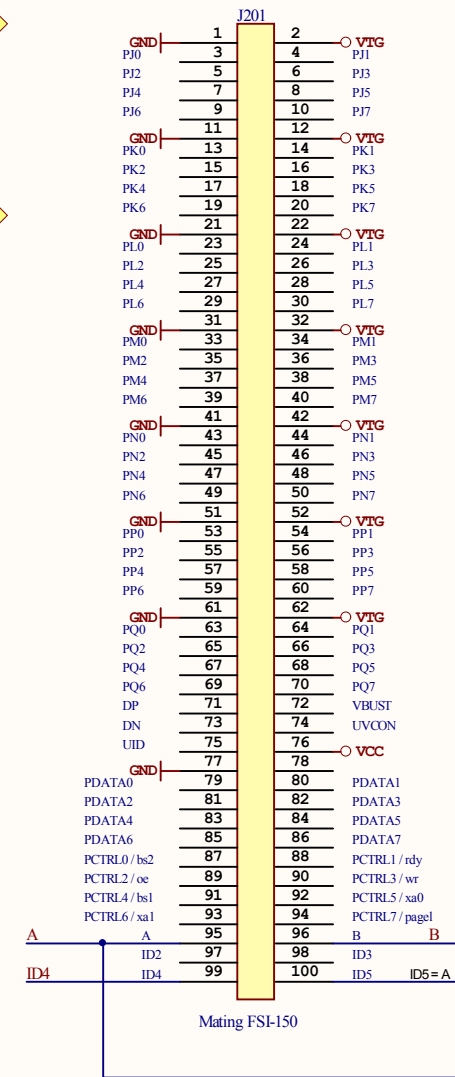 J201
GND 1 2 VTG
PJ0 3 4 PJ1
PJ2 5 6 PJ3
PJ4 7 8 PJ5
PJ6 9 10 PJ7
GND 11 12 VTG
PK0 13 14 PK1
PK2 15 16 PK3
PK4 17 18 PK5
PK6 19 20 PK7
GND 21 22 VTG
PL0 23 24 PL1
PL2 25 26 PL3
PL4 27 28 PL5
PL6 29 30 PL7
GND 31 32 VTG
PM0 33 34 PM1
PM2 35 36 PM3
PM4 37 38 PM5
PM6 39 40 PM7
GND 41 42 VTG
PN0 43 44 PN1
PN2 45 46 PN3
PN4 47 48 PN5
PN6 49 50 PN7
GND 51 52 VTG
PP0 53 54 PP1
PP2 55 56 PP3
PP4 57 58 PP5
PP6 59 60 PP7
GND 61 62 VTG
PQ0 63 64 PQ1
PQ2 65 66 PQ3
PQ4 67 68 PQ5
PQ6 69 70 PQ7
DP 71 72 VBUST
DN 73 74 UVCON
UID 75 76 VCC
GND 77 78
PDATA0 79 80 PDATA1
PDATA2 81 82 PDATA3
PDATA4 83 84 PDATA5
PDATA6 85 86 PDATA7
PCTRL0 / bs2 87 88 PCTRL1 / rdy
PCTRL2 / oe 89 90 PCTRL3 / wr
PCTRL4 / bs1 91 92 PCTRL5 / xa0
PCTRL6 / xa1 93 94 PCTRL7 / pagel
A A 95 96 B B
ID2 97 98 ID3
ID4 ID4 99 100 ID5 ID5 = A
Mating FSI-150